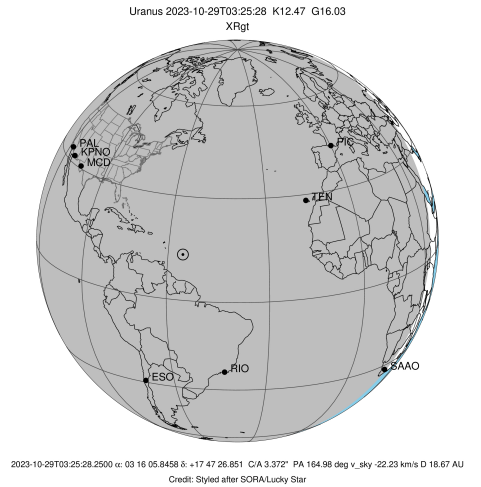 Uranus 2023-10-29T03:25:28 K12.47 G16.03
XRgt
PAL
KPNO
MCD
PIC
TEN
ESO
RIO
SAAO
2023-10-29T03:25:28.2500 α: 03 16 05.8458 δ: +17 47 26.851 C/A 3.372" PA 164.98 deg v_sky -22.23 km/s D 18.67 AU
Credit: Styled after SORA/Lucky Star